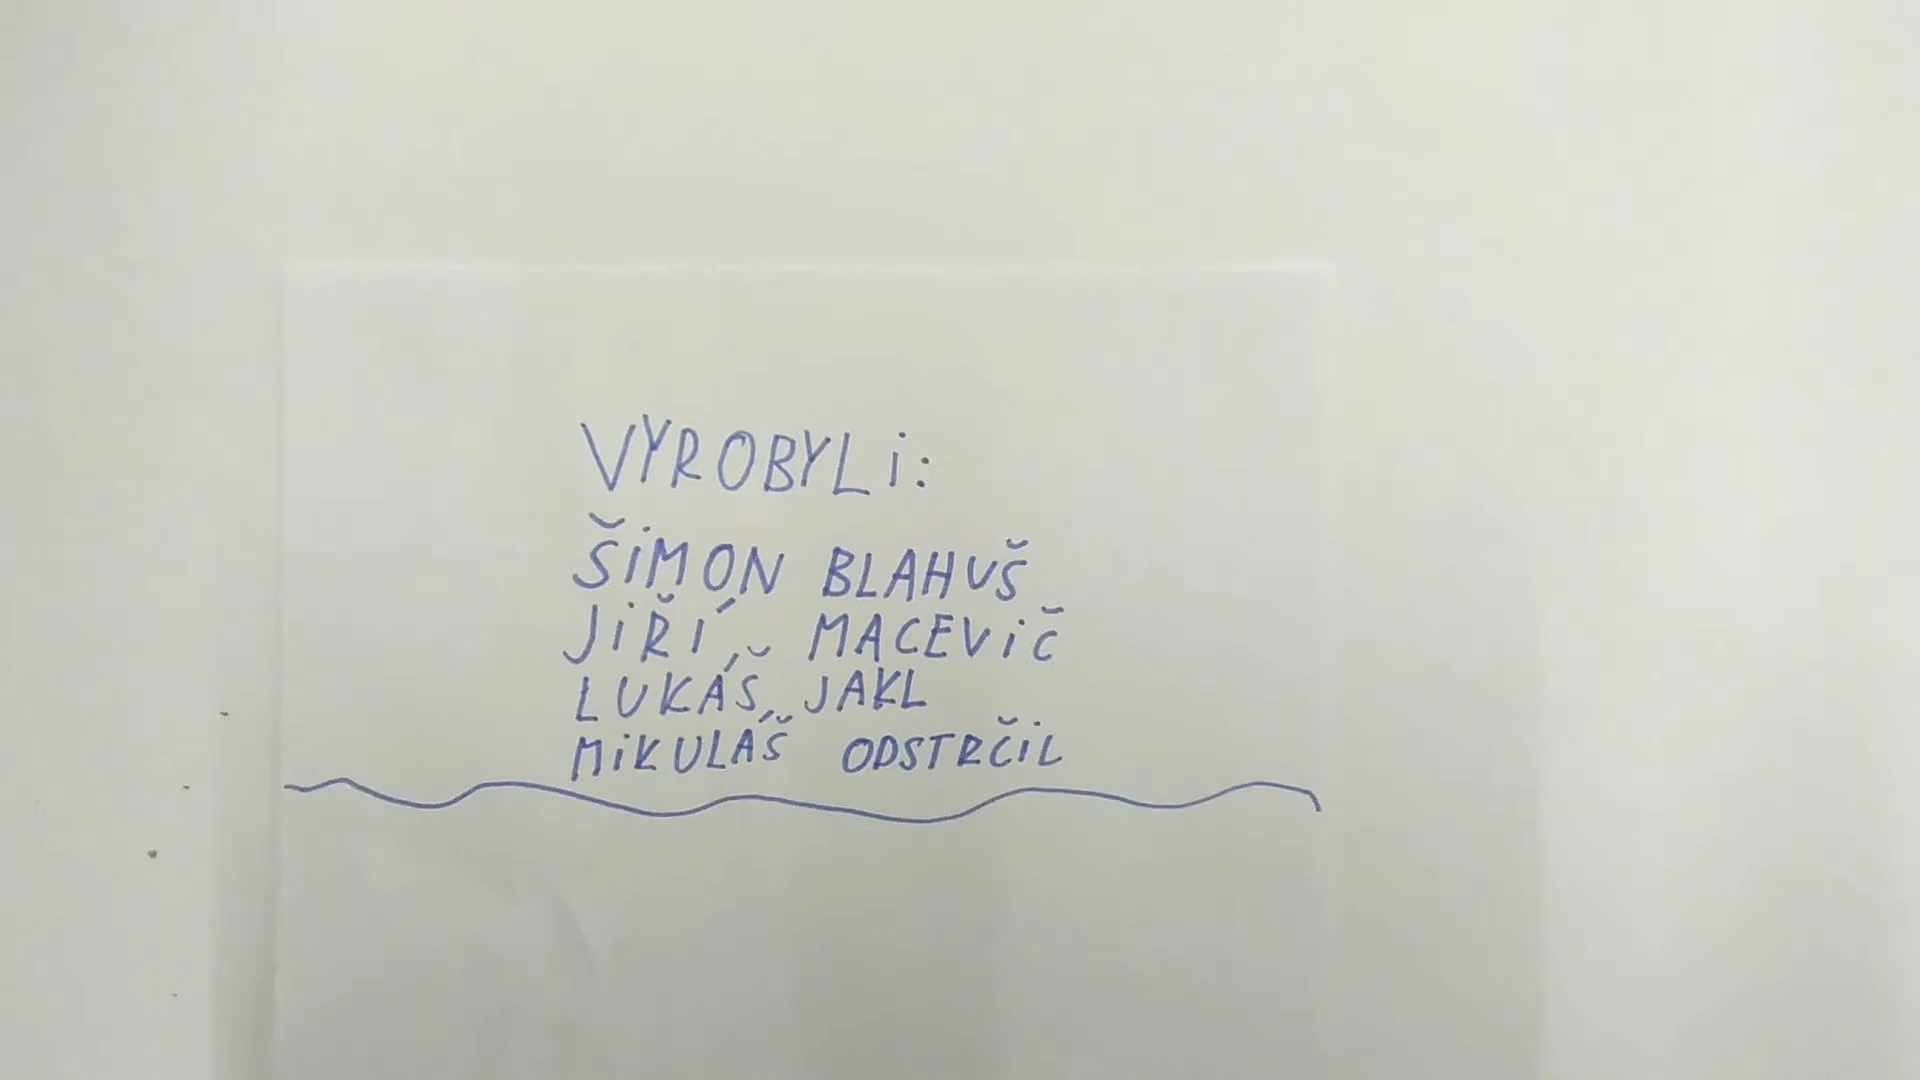 VYROBYLi:
ŠiMON BLAHUŠ
JiŘÍ MACEViČ
LUKÁŠ JAKL
MiKULÁŠ ODSTRČiL